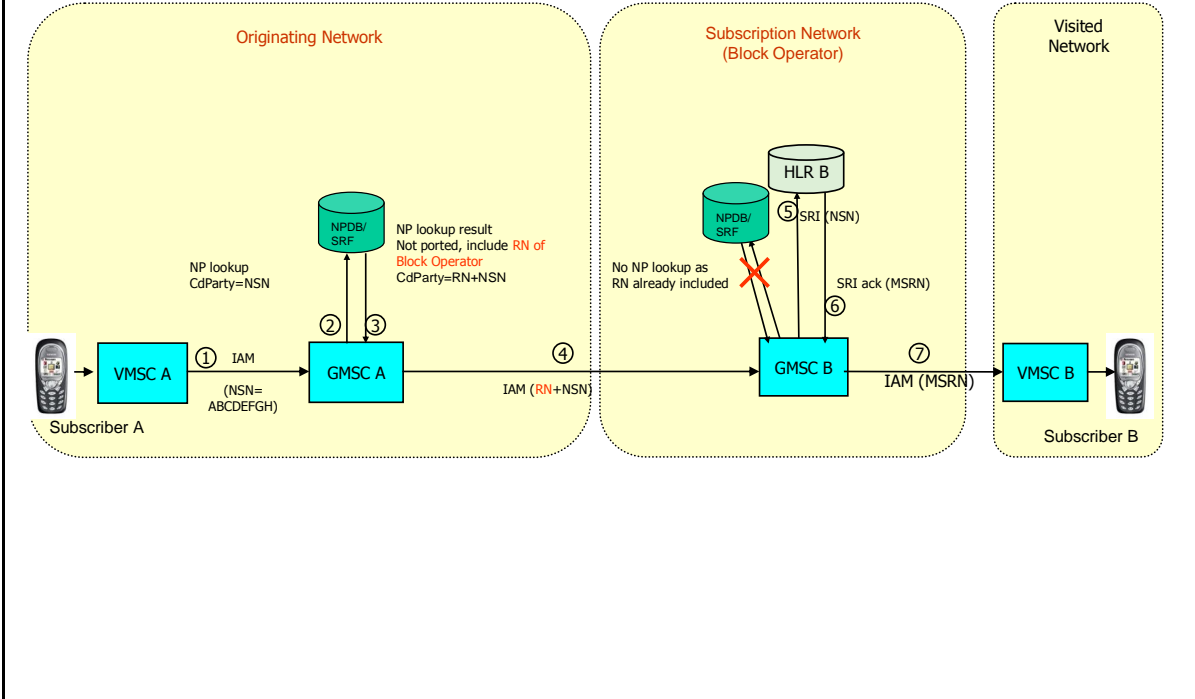 Originating Network
Subscription Network
(Block Operator)
Visited
Network
HLR B
NPDB/
SRF
NPDB/
SRF
5
SRI (NSN)
NP lookup result
Not ported, include RN of
Block Operator
CdParty=RN+NSN
NP lookup
CdParty=NSN
No NP lookup as
RN already included
SRI ack (MSRN)
6
2
3
1
IAM
4
7
VMSC A
GMSC A
GMSC B
VMSC B
(NSN=
ABCDEFGH)
IAM (RN+NSN)
IAM (MSRN)
Subscriber A
Subscriber B